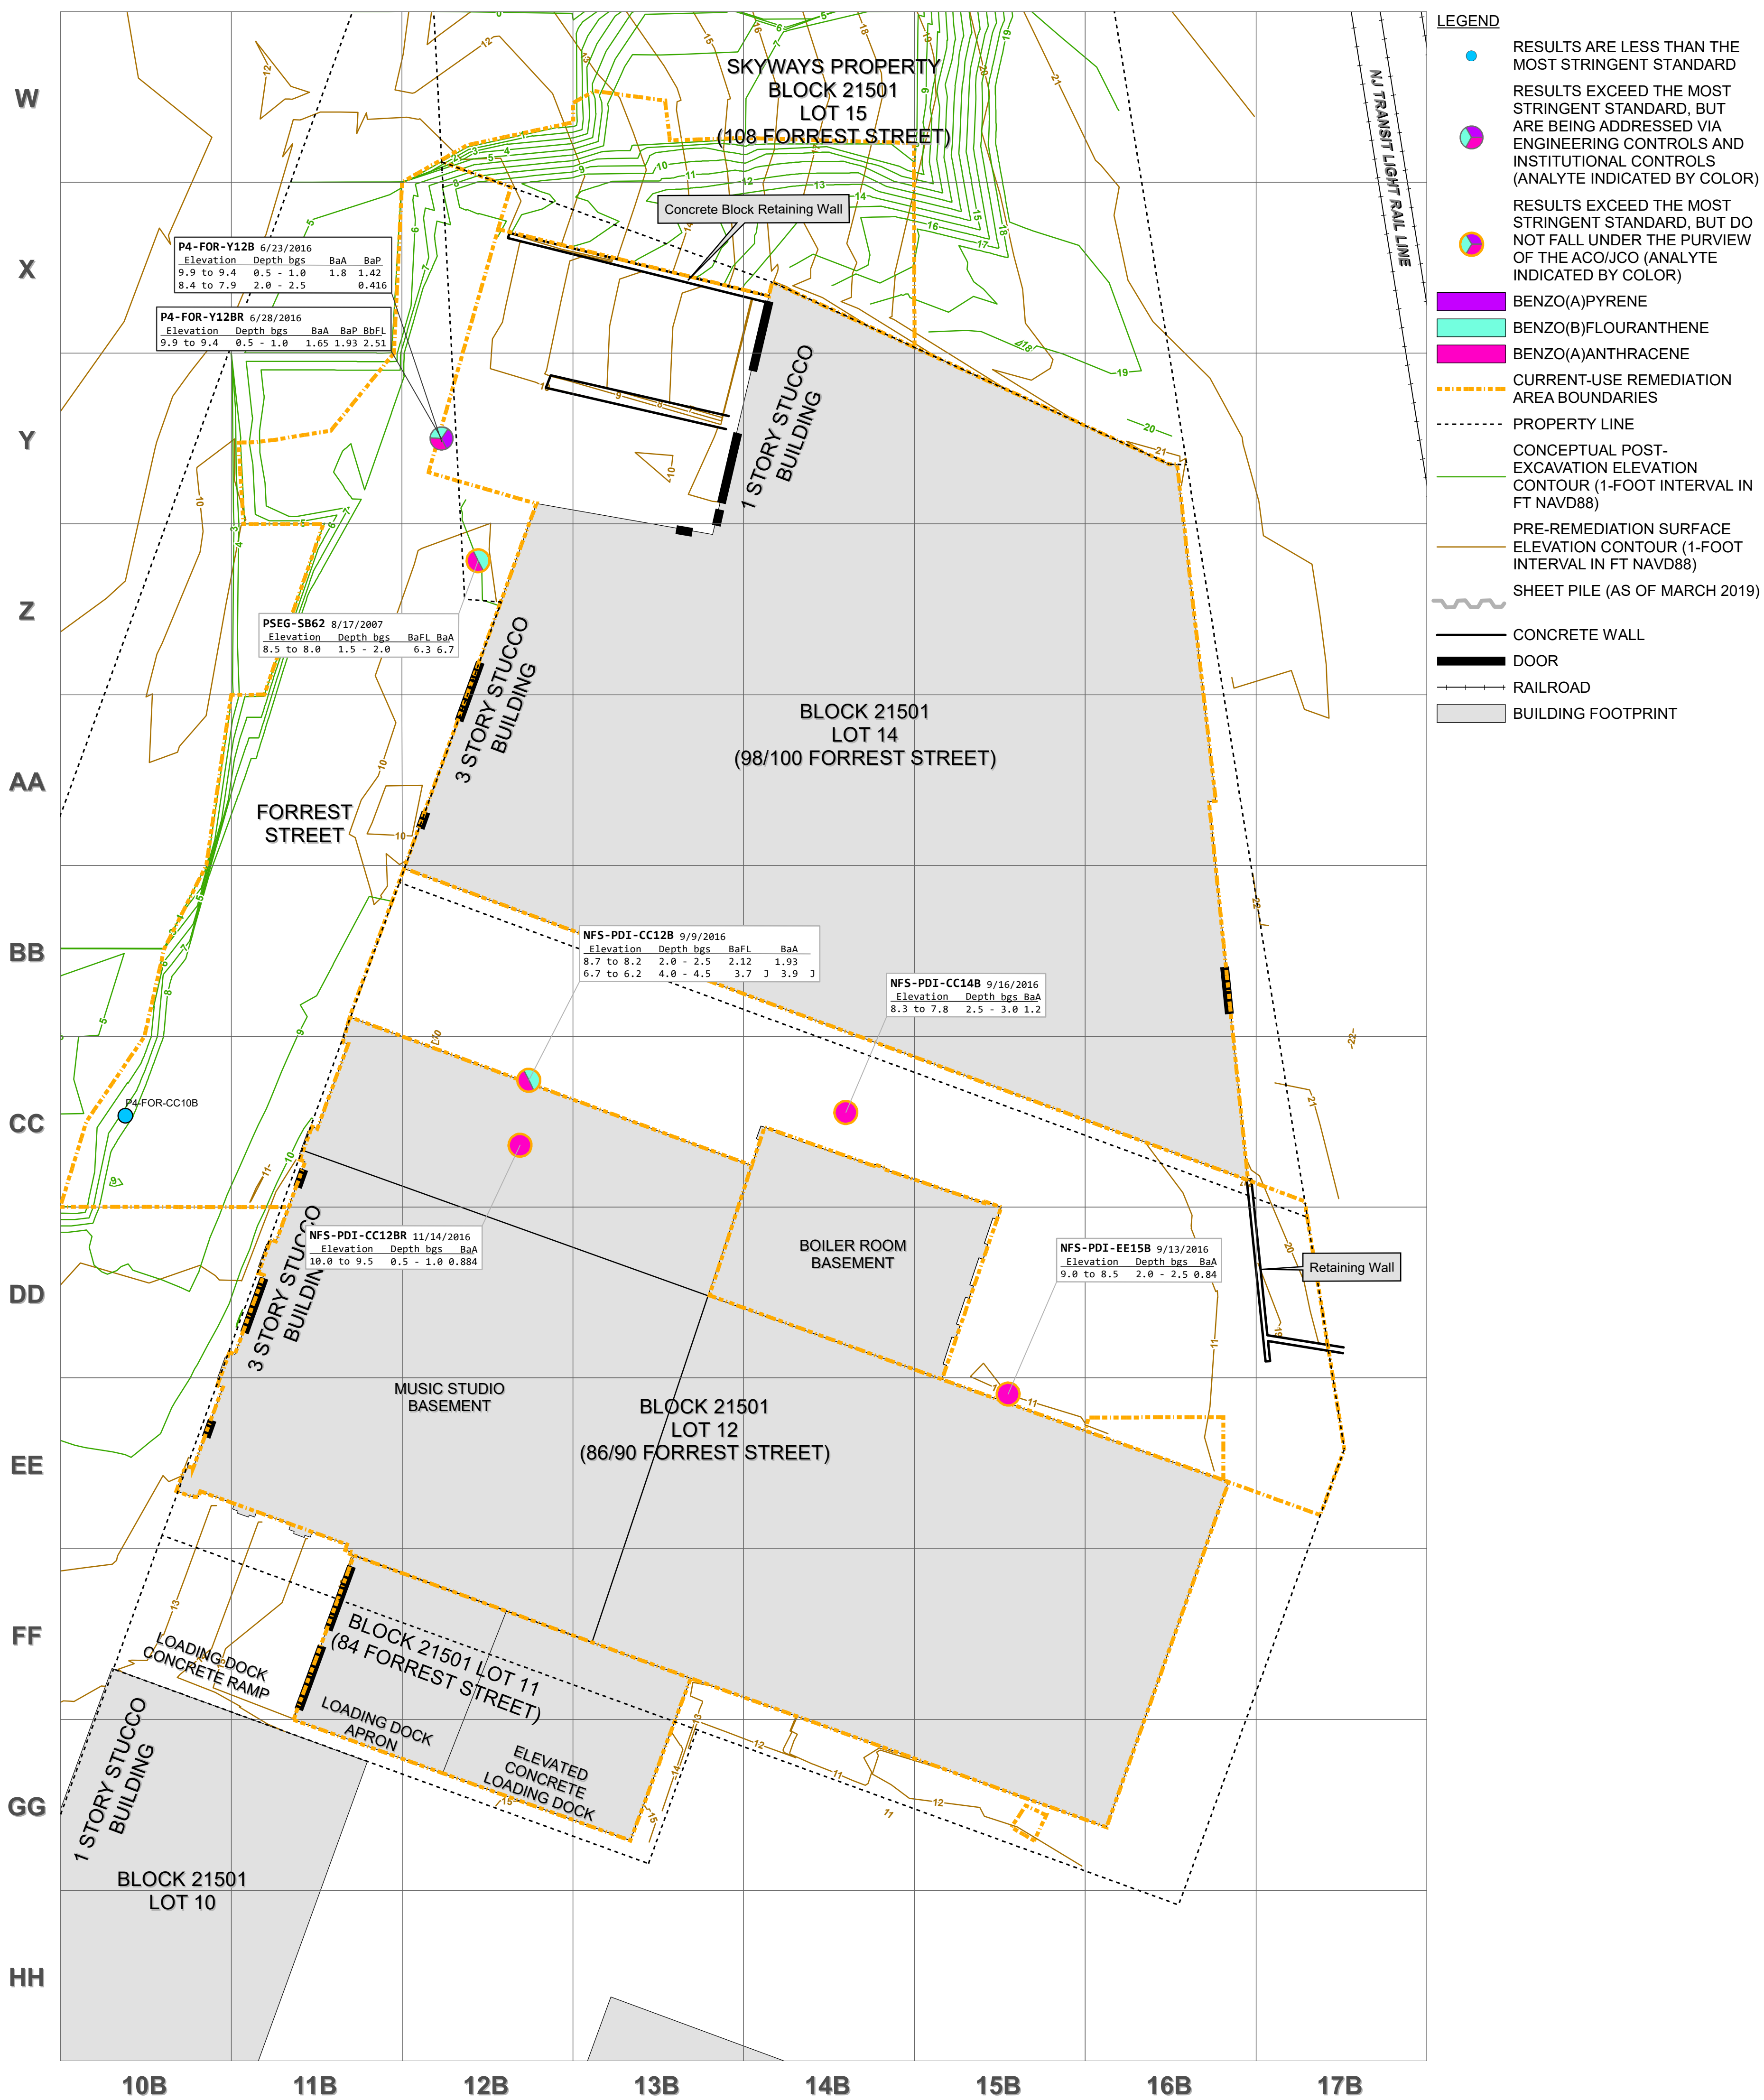 LEGEND
RESULTS ARE LESS THAN THE
MOST STRINGENT STANDARD
RESULTS EXCEED THE MOST
STRINGENT STANDARD, BUT
ARE BEING ADDRESSED VIA
ENGINEERING CONTROLS AND
INSTITUTIONAL CONTROLS
(ANALYTE INDICATED BY COLOR)
RESULTS EXCEED THE MOST
STRINGENT STANDARD, BUT DO
NOT FALL UNDER THE PURVIEW
OF THE ACO/JCO (ANALYTE
INDICATED BY COLOR)
BENZO(A)PYRENE
BENZO(B)FLOURANTHENE
BENZO(A)ANTHRACENE
CURRENT-USE REMEDIATION
AREA BOUNDARIES
PROPERTY LINE
CONCEPTUAL POST-
EXCAVATION ELEVATION
CONTOUR (1-FOOT INTERVAL IN
FT NAVD88)
PRE-REMEDIATION SURFACE
ELEVATION CONTOUR (1-FOOT
INTERVAL IN FT NAVD88)
SHEET PILE (AS OF MARCH 2019)
CONCRETE WALL
DOOR
RAILROAD
BUILDING FOOTPRINT
W
X
Y
Z
AA
BB
CC
DD
EE
FF
GG
HH
10B 11B 12B 13B 14B 15B 16B 17B
SKYWAYS PROPERTY
BLOCK 21501
LOT 15
(108 FORREST STREET)
NJ TRANSIT LIGHT RAIL LINE
Concrete Block Retaining Wall
P4-FOR-Y12B 6/23/2016
Elevation Depth bgs BaA BaP
9.9 to 9.4 0.5 - 1.0 1.8 1.42
8.4 to 7.9 2.0 - 2.5 0.416
P4-FOR-Y12BR 6/28/2016
Elevation Depth bgs BaA BaP BbFL
9.9 to 9.4 0.5 - 1.0 1.65 1.93 2.51
1 STORY STUCCO
BUILDING
PSEG-SB62 8/17/2007
Elevation Depth bgs BaFL BaA
8.5 to 8.0 1.5 - 2.0 6.3 6.7
3 STORY STUCCO
BUILDING
BLOCK 21501
LOT 14
(98/100 FORREST STREET)
FORREST
STREET
NFS-PDI-CC12B 9/9/2016
Elevation Depth bgs BaFL BaA
8.7 to 8.2 2.0 - 2.5 2.12 1.93
6.7 to 6.2 4.0 - 4.5 3.7 J 3.9 J
NFS-PDI-CC14B 9/16/2016
Elevation Depth bgs BaA
8.3 to 7.8 2.5 - 3.0 1.2
P4-FOR-CC10B
NFS-PDI-CC12BR 11/14/2016
Elevation Depth bgs BaA
10.0 to 9.5 0.5 - 1.0 0.884
3 STORY STUCCO
BUILDING
BOILER ROOM
BASEMENT
NFS-PDI-EE15B 9/13/2016
Elevation Depth bgs BaA
9.0 to 8.5 2.0 - 2.5 0.84
Retaining Wall
MUSIC STUDIO
BASEMENT
BLOCK 21501
LOT 12
(86/90 FORREST STREET)
LOADING DOCK
CONCRETE RAMP
BLOCK 21501 LOT 11
(84 FORREST STREET)
LOADING DOCK
APRON
ELEVATED
CONCRETE
LOADING DOCK
1 STORY STUCCO
BUILDING
BLOCK 21501
LOT 10